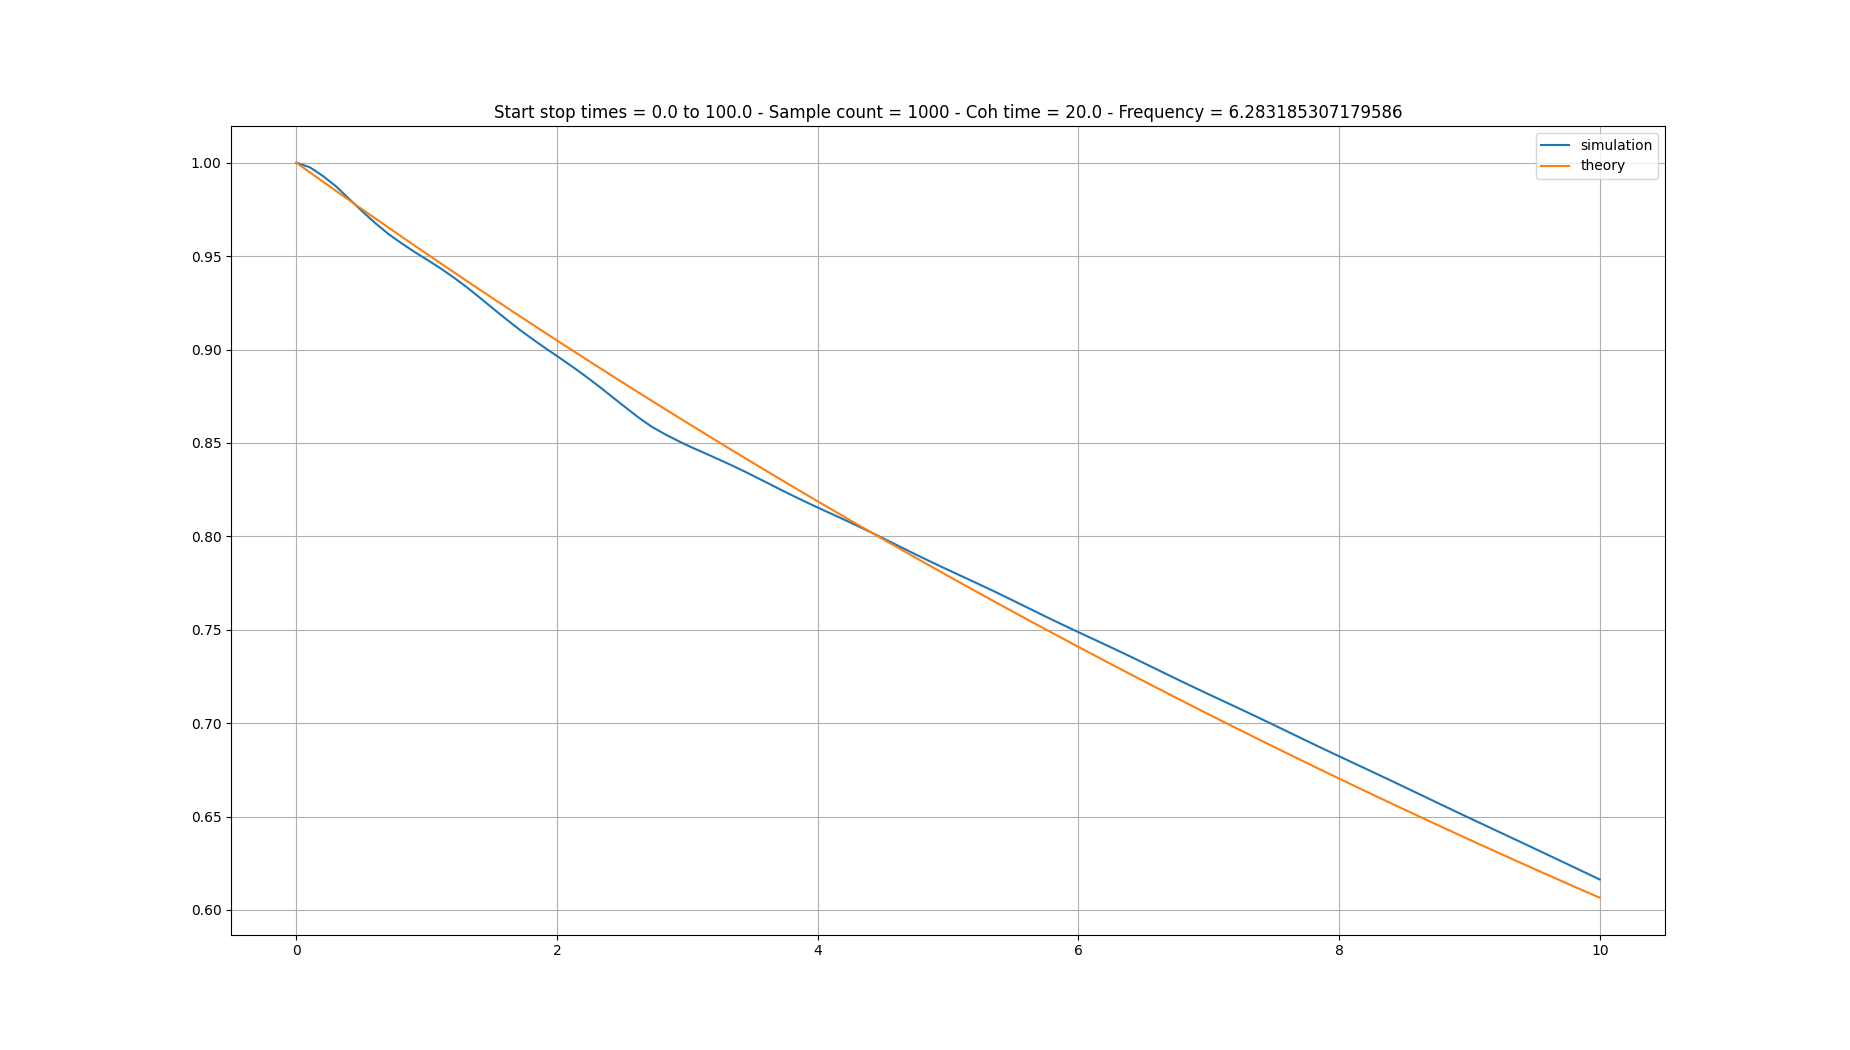 Start stop times = 0.0 to 100.0 - Sample count = 1000 - Coh time = 20.0 - Frequency = 6.283185307179586
simulation
theory
1.00
0.95
0.90
0.85
0.80
0.75
0.70
0.65
0.60
0 2 4 6 8 10